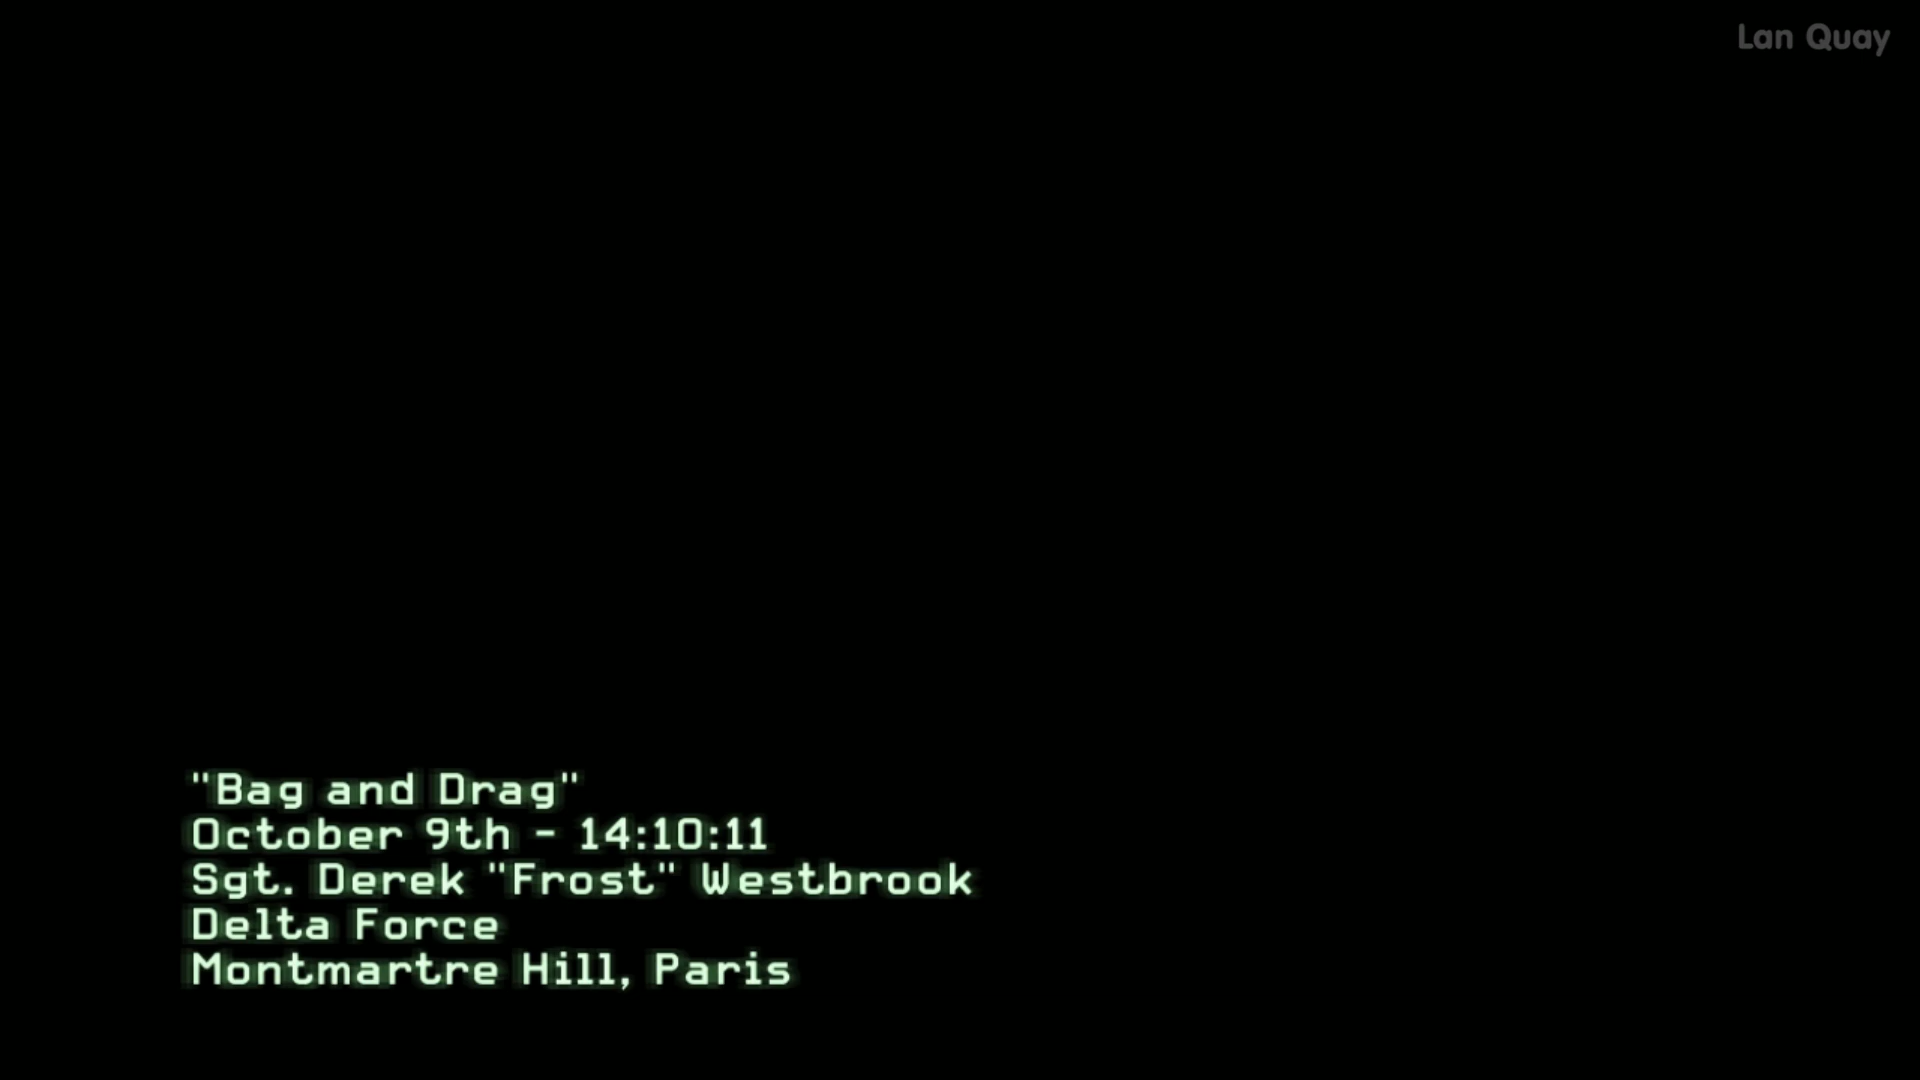 Lan Quay
"Bag and Drag"
October 9th - 14:10:11
Sgt. Derek "Frost" Westbrook
Delta Force
Montmartre Hill, Paris